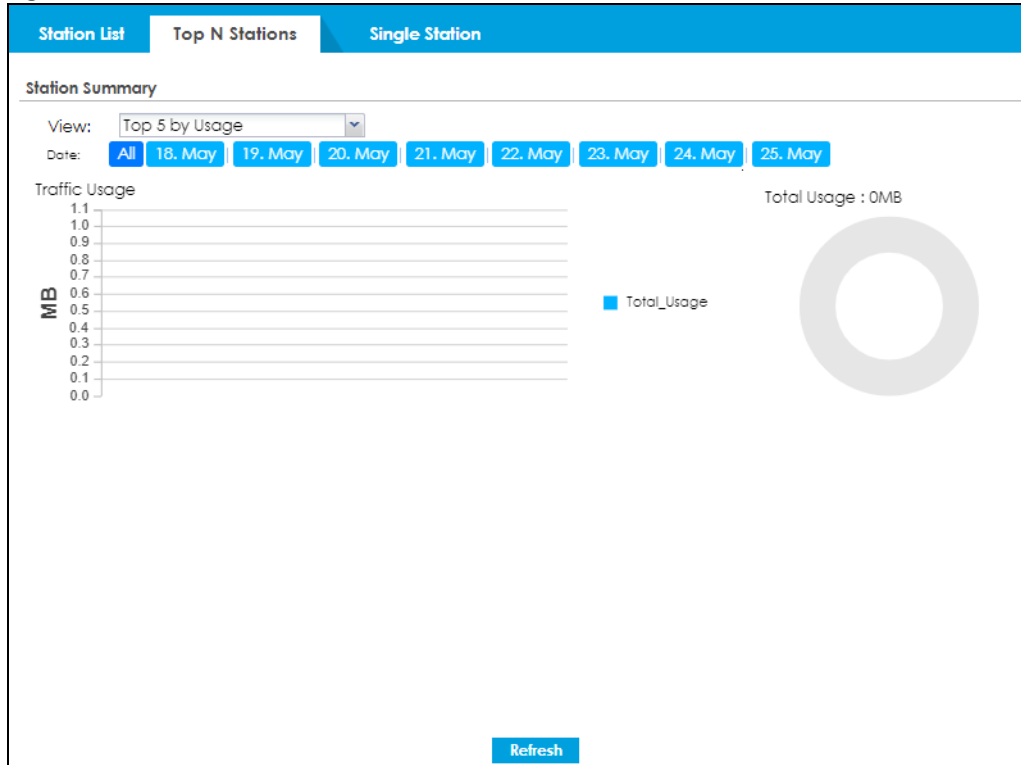 Station List Top N Stations Single Station
Station Summary
View: Top 5 by Usage
Date: All 18. May 19. May 20. May 21. May 22. May 23. May 24. May 25. May
Traffic Usage
Total Usage : 0MB
1.1
1.0
0.9
0.8
0.7
0.6
0.5
0.4
0.3
0.2
0.1
0.0
MB
Total_Usage
Refresh